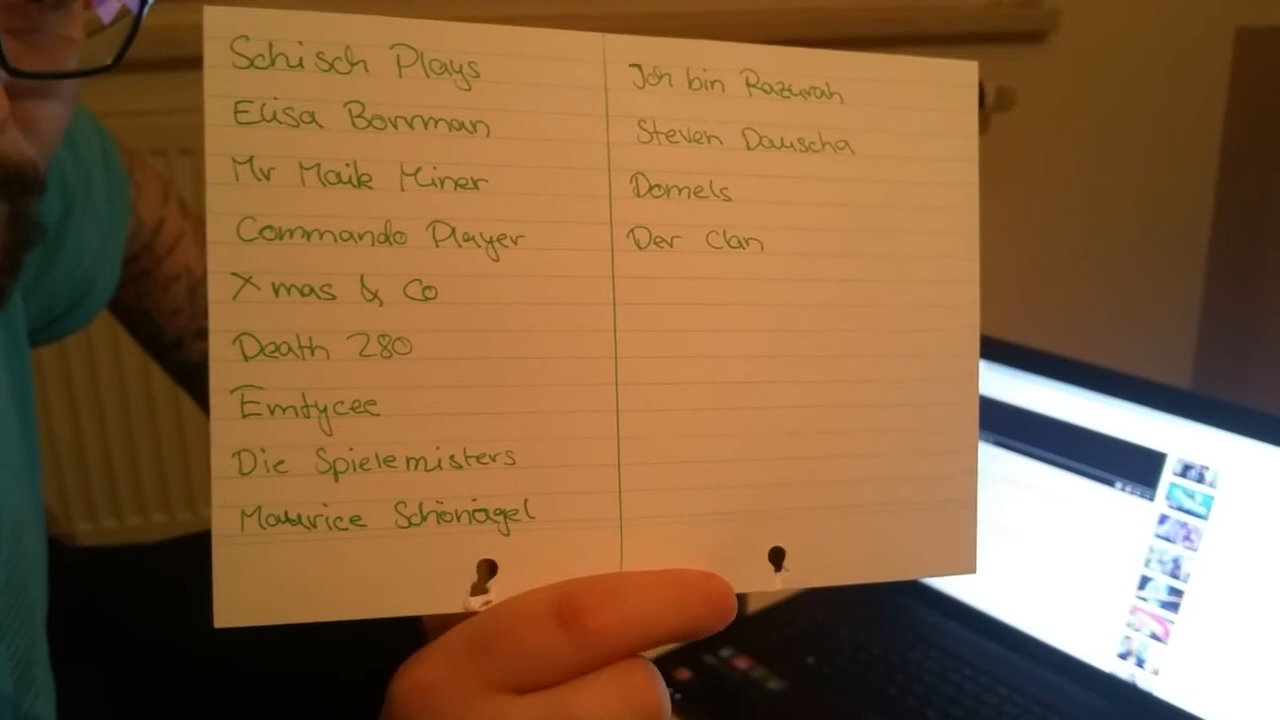 Schisch Plays
Elisa Borrman
Mr Maik Miner
Commando Player
Xmas & Co
Death 280
Emtycee
Die Spielemisters
Maurice Schönagel
Ich bin Razurah
Steven Dauscha
Domels
Der Clan